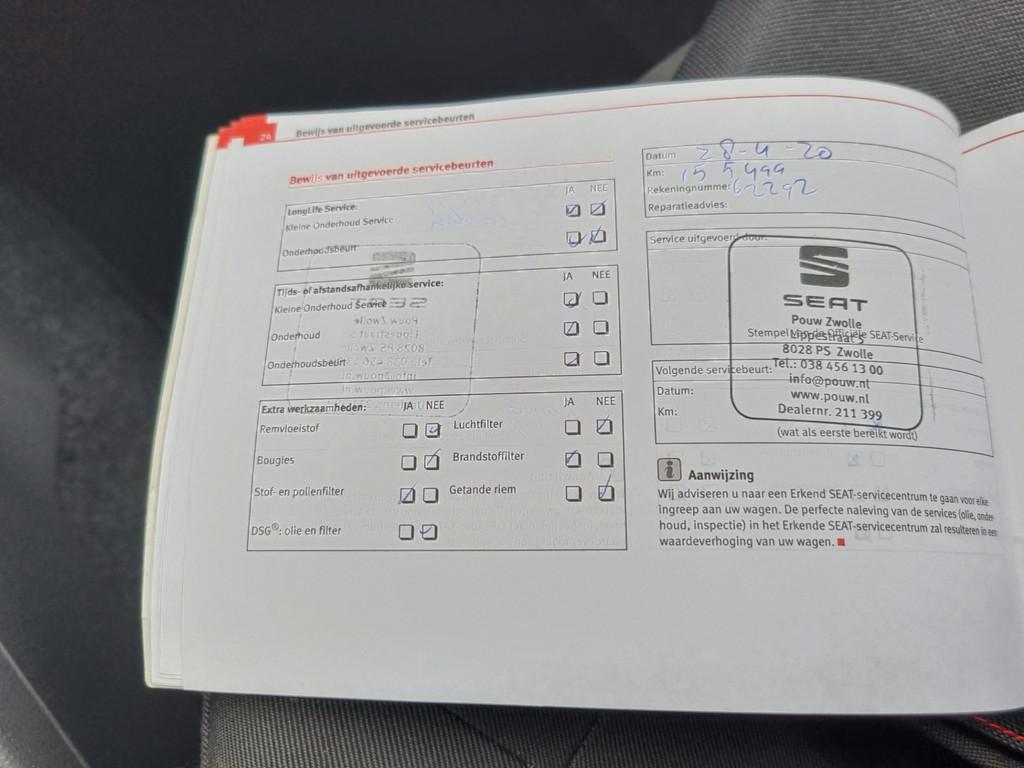 24
Bewijs van uitgevoerde servicebeurten
Bewijs van uitgevoerde servicebeurten
JA NEE
LongLife Service:
Kleine Onderhoud Service
Onderhoudsbeurt
JA NEE
Tijds- of afstandsafhankelijke service:
Kleine Onderhoud Service
Onderhoud
Onderhoudsbeurt
Extra werkzaamheden: JA NEE JA NEE
Remvloeistof Luchtfilter
Bougies Brandstoffilter
Stof- en pollenfilter Getande riem
DSG®: olie en filter
Datum 28-4-20
Km: 155499
Rekeningnummer: 62292
Reparatieadvies:
Service uitgevoerd door:
SEAT
Pouw Zwolle
Stempel van de Officiële SEAT-Service
Lippestraat 5
8028 PS Zwolle
Tel.: 038 456 13 00
info@pouw.nl
www.pouw.nl
Dealernr. 211 399
Volgende servicebeurt:
Datum:
Km:
(wat als eerste bereikt wordt)
Aanwijzing
Wij adviseren u naar een Erkend SEAT-servicecentrum te gaan voor elke
ingreep aan uw wagen. De perfecte naleving van de services (olie, onder-
houd, inspectie) in het Erkende SEAT-servicecentrum zal resulteren in een
waardeverhoging van uw wagen.